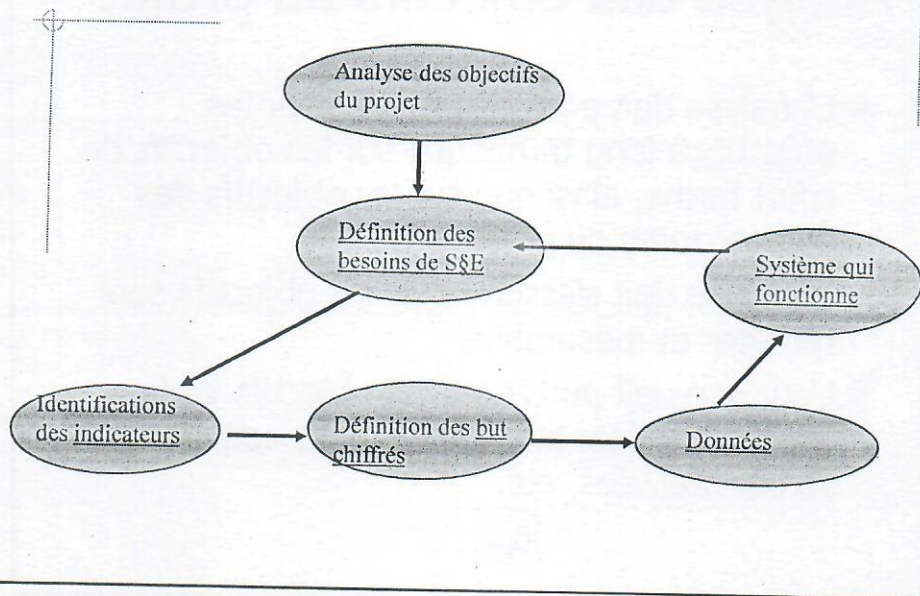 Analyse des objectifs
du projet
Définition des
besoins de S§E
Système qui
fonctionne
Identifications
des indicateurs
Définition des but
chiffrés
Données